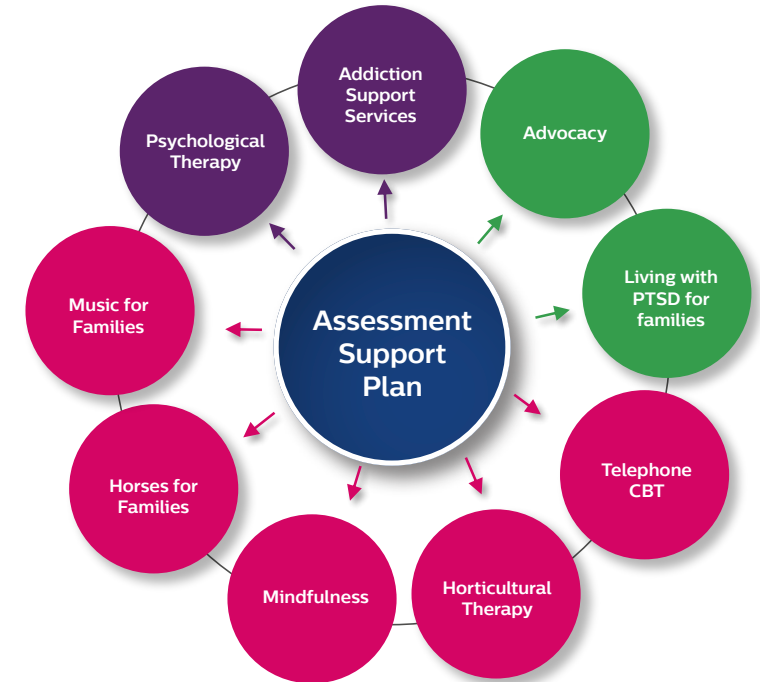 Addiction
Support
Services
Advocacy
Living with
PTSD for
families
Telephone
CBT
Horticultural
Therapy
Mindfulness
Horses for
Families
Music for
Families
Psychological
Therapy
Assessment
Support
Plan